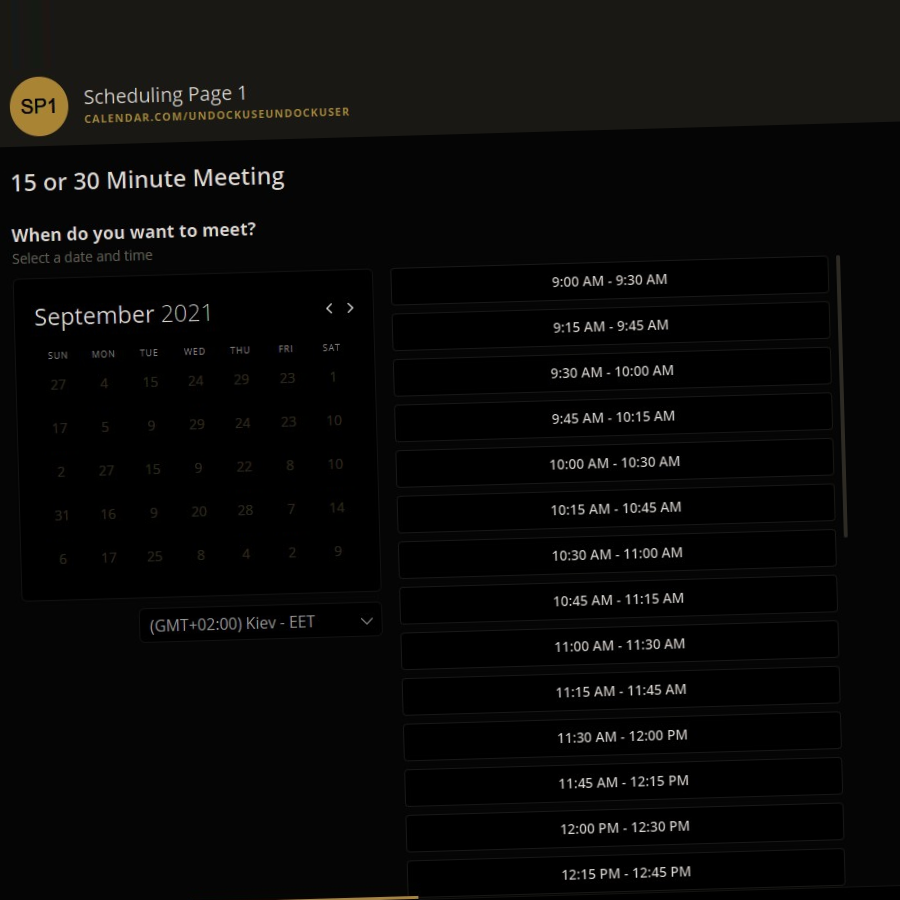 SP1
Scheduling Page 1
CALENDAR.COM/UNDOCKUSEUNDOCKUSER
15 or 30 Minute Meeting
When do you want to meet?
Select a date and time
September 2021
SUN MON TUE WED THU FRI SAT
27 4 15 24 29 23 1
17 5 9 29 24 23 10
2 27 15 9 22 8 10
31 16 9 20 28 7 14
6 17 25 8 4 2 9
(GMT+02:00) Kiev - EET
9:00 AM - 9:30 AM
9:15 AM - 9:45 AM
9:30 AM - 10:00 AM
9:45 AM - 10:15 AM
10:00 AM - 10:30 AM
10:15 AM - 10:45 AM
10:30 AM - 11:00 AM
10:45 AM - 11:15 AM
11:00 AM - 11:30 AM
11:15 AM - 11:45 AM
11:30 AM - 12:00 PM
11:45 AM - 12:15 PM
12:00 PM - 12:30 PM
12:15 PM - 12:45 PM